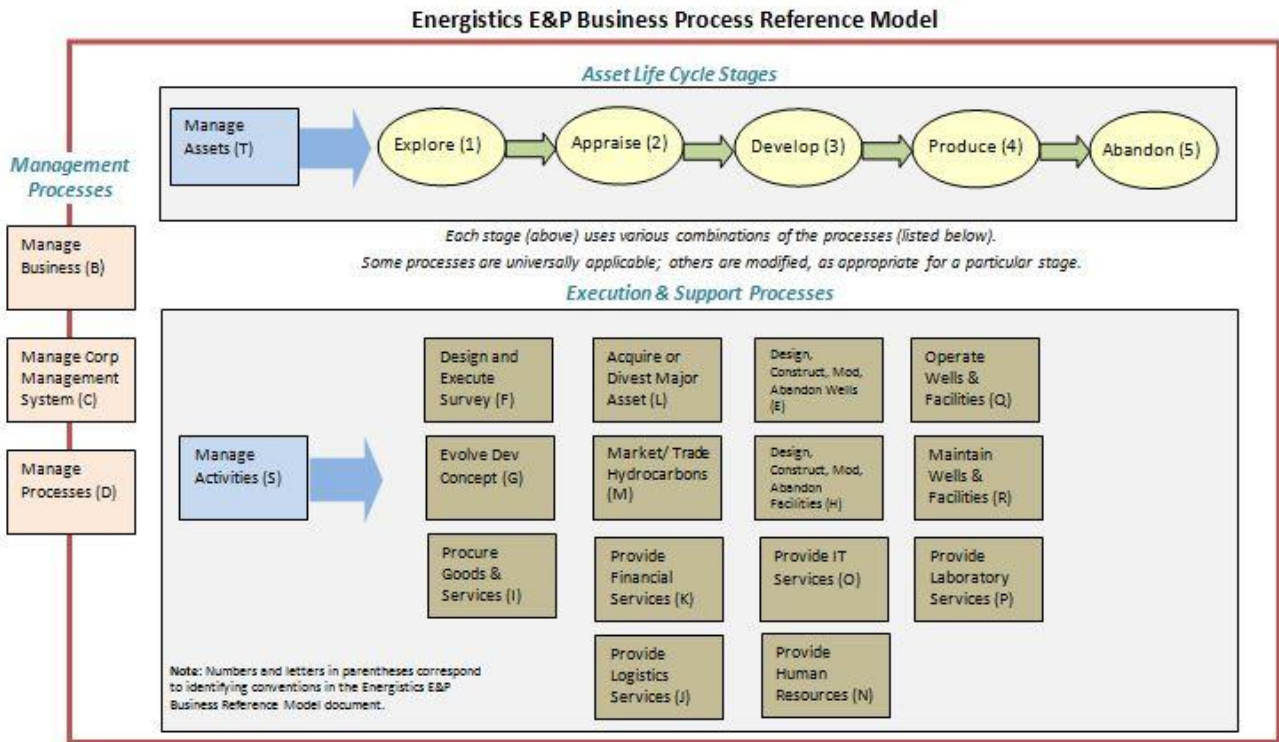 Energistics E&P Business Process Reference Model
Asset Life Cycle Stages
Manage
Assets (T)
Explore (1)
Appraise (2)
Develop (3)
Produce (4)
Abandon (5)
Management
Processes
Manage
Business (B)
Manage Corp
Management
System (C)
Manage
Processes (D)
Each stage (above) uses various combinations of the processes (listed below).
Some processes are universally applicable; others are modified, as appropriate for a particular stage.
Execution & Support Processes
Manage
Activities (S)
Design and
Execute
Survey (F)
Acquire or
Divest Major
Asset (L)
Design,
Construct, Mod,
Abandon Wells
(E)
Operate
Wells &
Facilities (Q)
Evolve Dev
Concept (G)
Market/ Trade
Hydrocarbons
(M)
Design,
Construct, Mod,
Abandon
Facilities (H)
Maintain
Wells &
Facilities (R)
Procure
Goods &
Services (I)
Provide
Financial
Services (K)
Provide IT
Services (O)
Provide
Laboratory
Services (P)
Provide
Logistics
Services (J)
Provide
Human
Resources (N)
Note: Numbers and letters in parentheses correspond
to identifying conventions in the Energistics E&P
Business Reference Model document.